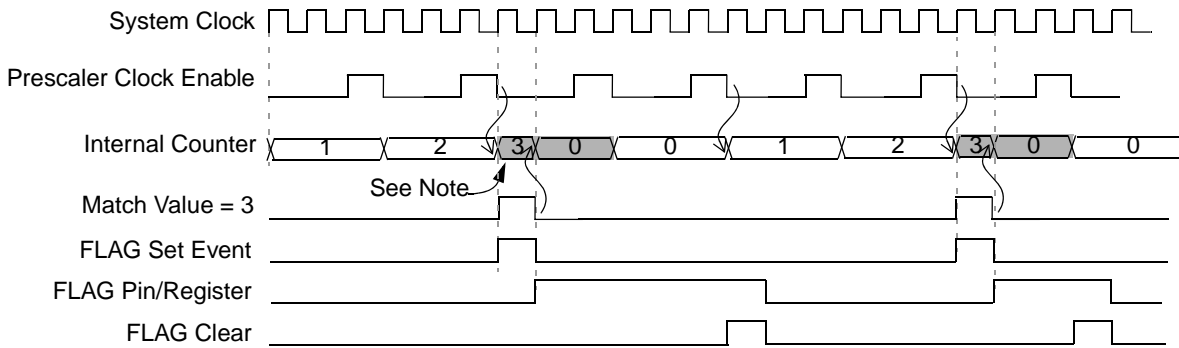 System Clock
Prescaler Clock Enable
Internal Counter 1 2 3 0 0 1 2 3 0 0
See Note
Match Value = 3
FLAG Set Event
FLAG Pin/Register
FLAG Clear